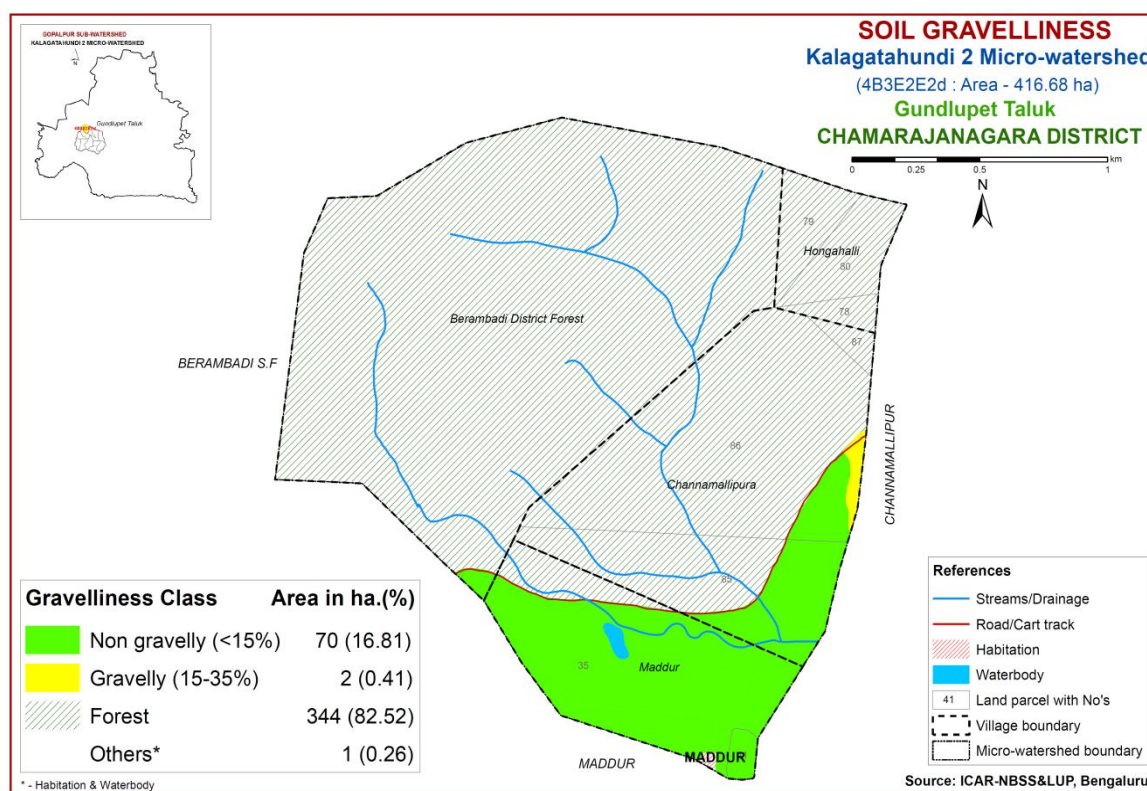 GOPALPUR SUB-WATERSHED
KALAGATAHUNDI 2 MICRO-WATERSHED
N
Gundlupet Taluk
SOIL GRAVELLINESS
Kalagatahundi 2 Micro-watershed
(4B3E2E2d : Area - 416.68 ha)
Gundlupet Taluk
CHAMARAJANAGARA DISTRICT
km
0 0.25 0.5 1
N
79
Hongahalli
80
78
87
Berambadi District Forest
BERAMBADI S.F
CHANNAMALLIPUR
86
Channamallipura
85
35
Maddur
MADDUR
MADDUR
Gravelliness Class Area in ha.(%)
Non gravelly (<15%) 70 (16.81)
Gravelly (15-35%) 2 (0.41)
Forest 344 (82.52)
Others* 1 (0.26)
* - Habitation & Waterbody
References
Streams/Drainage
Road/Cart track
Habitation
Waterbody
41 Land parcel with No's
Village boundary
Micro-watershed boundary
Source: ICAR-NBSS&LUP, Bengaluru